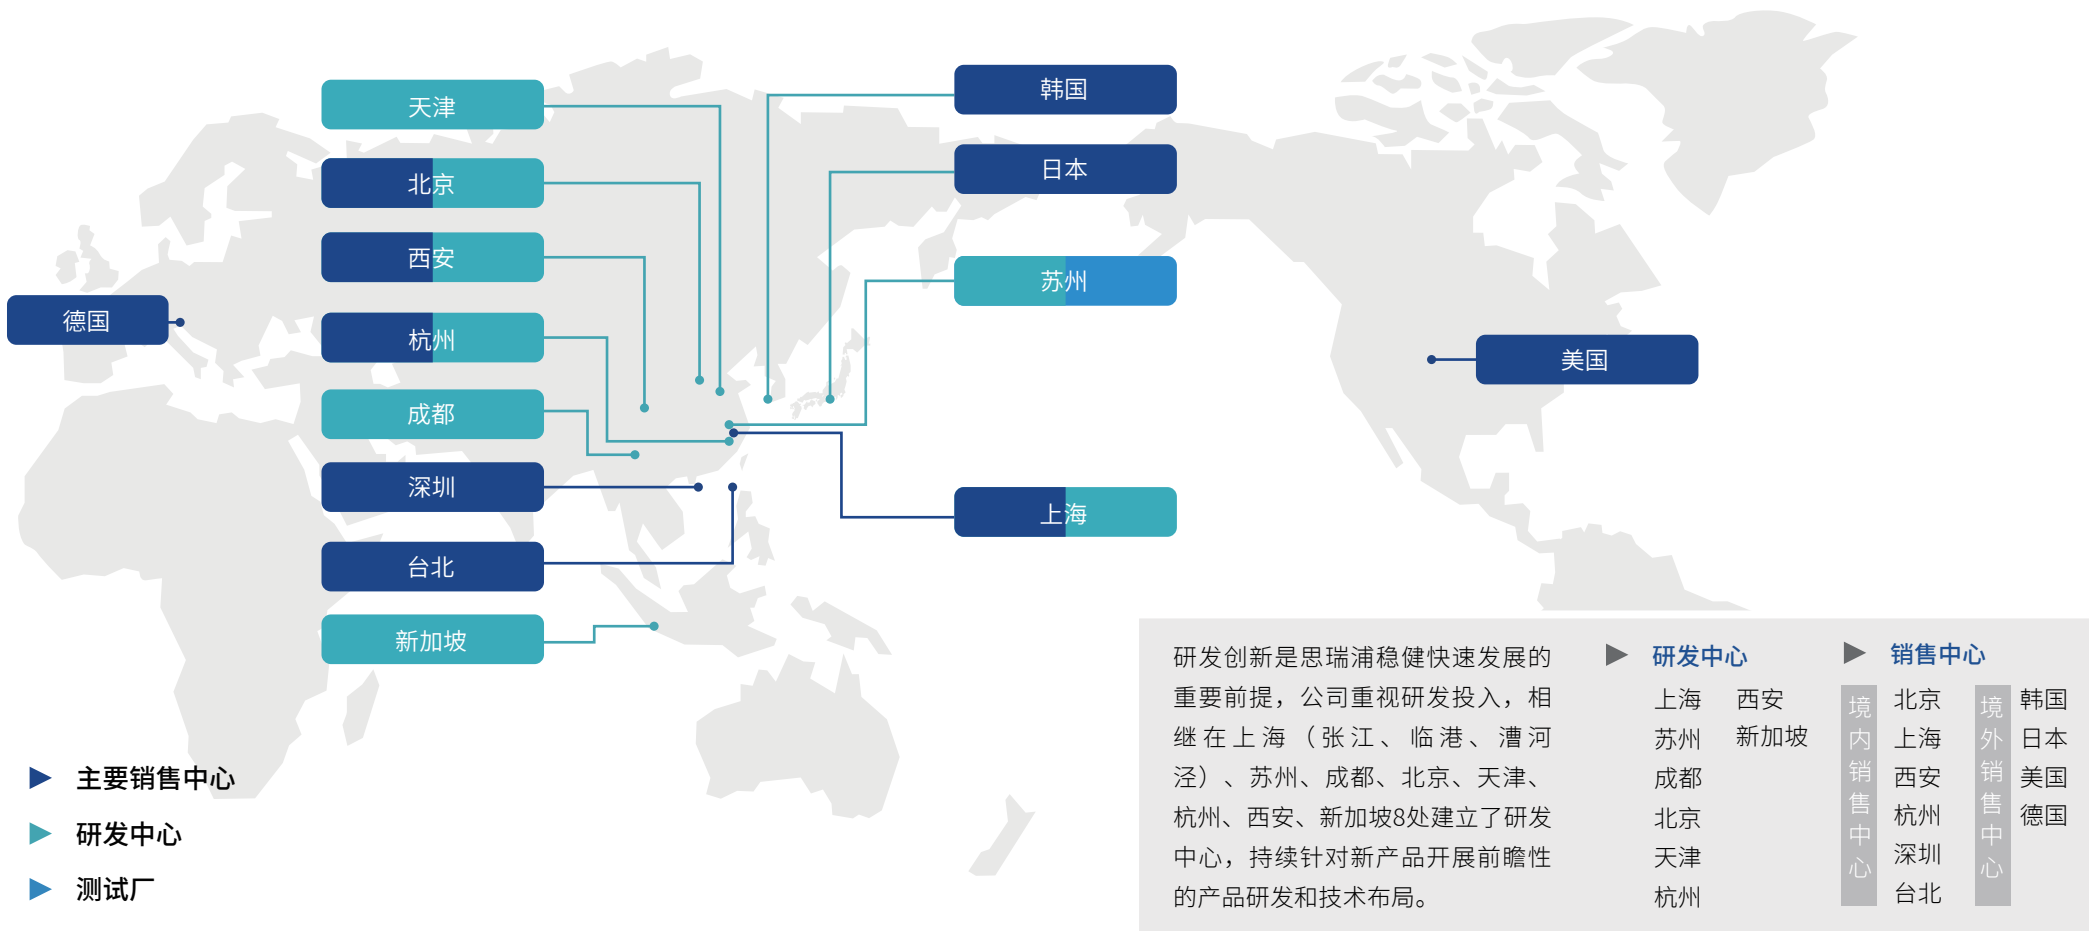 天津
北京
西安
杭州
成都
深圳
台北
新加坡
德国
韩国
日本
苏州
上海
美国
主要销售中心
研发中心
测试厂
研发创新是思瑞浦稳健快速发展的
重要前提，公司重视研发投入，相
继在上海（张江、临港、漕河
泾）、苏州、成都、北京、天津、
杭州、西安、新加坡8处建立了研发
中心，持续针对新产品开展前瞻性
的产品研发和技术布局。
研发中心
上海 西安
苏州 新加坡
成都
北京
天津
杭州
销售中心
境内销售中心
北京
上海
西安
杭州
深圳
台北
境外销售中心
韩国
日本
美国
德国